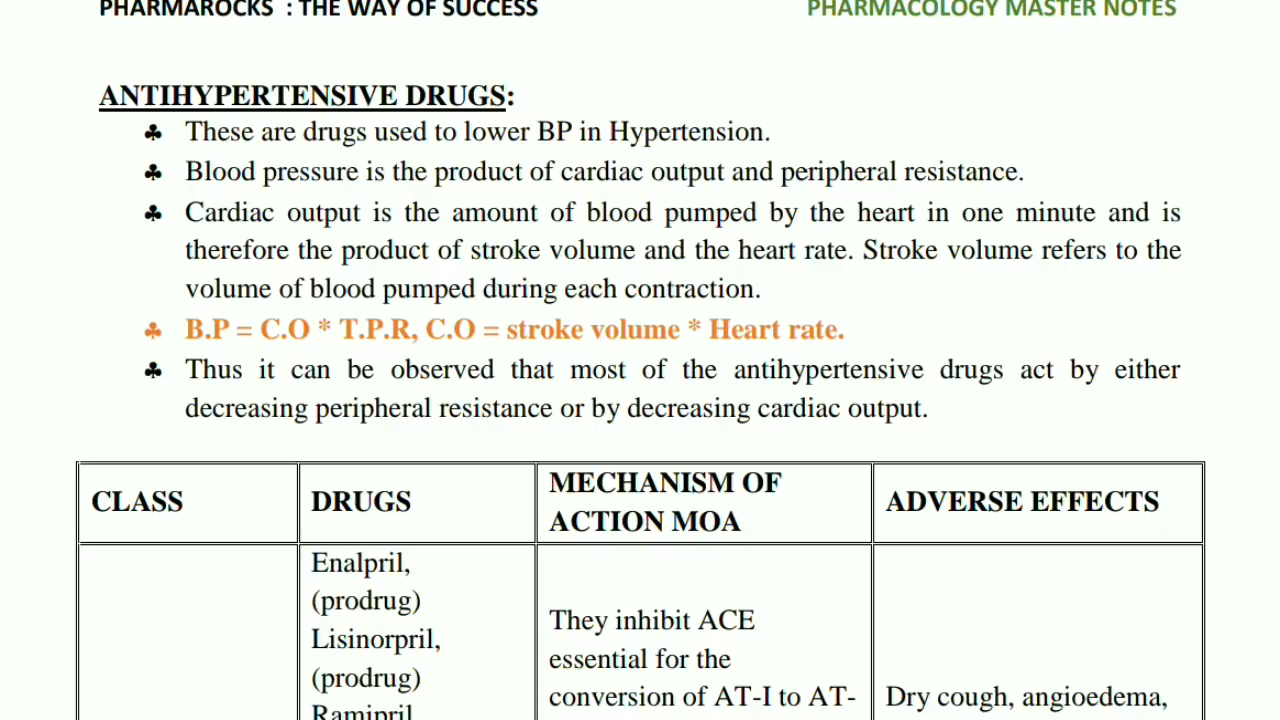 PHARMAROCKS : THE WAY OF SUCCESS
PHARMACOLOGY MASTER NOTES
ANTIHYPERTENSIVE DRUGS:
♣ These are drugs used to lower BP in Hypertension.
♣ Blood pressure is the product of cardiac output and peripheral resistance.
♣ Cardiac output is the amount of blood pumped by the heart in one minute and is
therefore the product of stroke volume and the heart rate. Stroke volume refers to the
volume of blood pumped during each contraction.
♣ B.P = C.O * T.P.R, C.O = stroke volume * Heart rate.
♣ Thus it can be observed that most of the antihypertensive drugs act by either
decreasing peripheral resistance or by decreasing cardiac output.
CLASS
DRUGS
MECHANISM OF
ACTION MOA
ADVERSE EFFECTS
Enalpril,
(prodrug)
Lisinorpril,
(prodrug)
Ramipril
They inhibit ACE
essential for the
conversion of AT-I to AT-
Dry cough, angioedema,